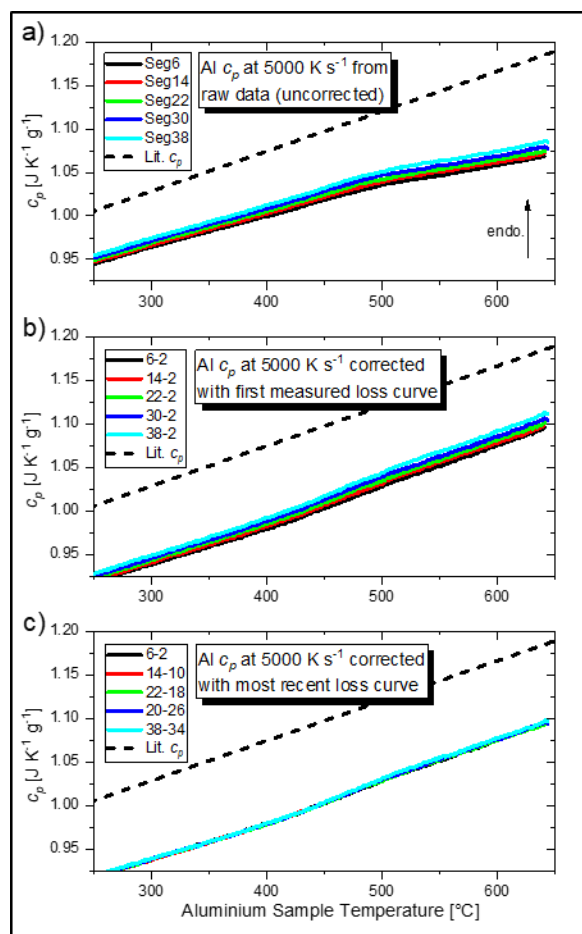 a)
1.20
1.15
1.10
1.05
1.00
0.95
cp [J K-1 g-1]
Seg6
Seg14
Seg22
Seg30
Seg38
Lit. cp
Al cp at 5000 K s-1 from
raw data (uncorrected)
endo.
300 400 500 600
b)
1.20
1.15
1.10
1.05
1.00
0.95
cp [J K-1 g-1]
6-2
14-2
22-2
30-2
38-2
Lit. cp
Al cp at 5000 K s-1 corrected
with first measured loss curve
300 400 500 600
c)
1.20
1.15
1.10
1.05
1.00
0.95
cp [J K-1 g-1]
6-2
14-10
22-18
20-26
38-34
Lit. cp
Al cp at 5000 K s-1 corrected
with most recent loss curve
300 400 500 600
Aluminium Sample Temperature [°C]